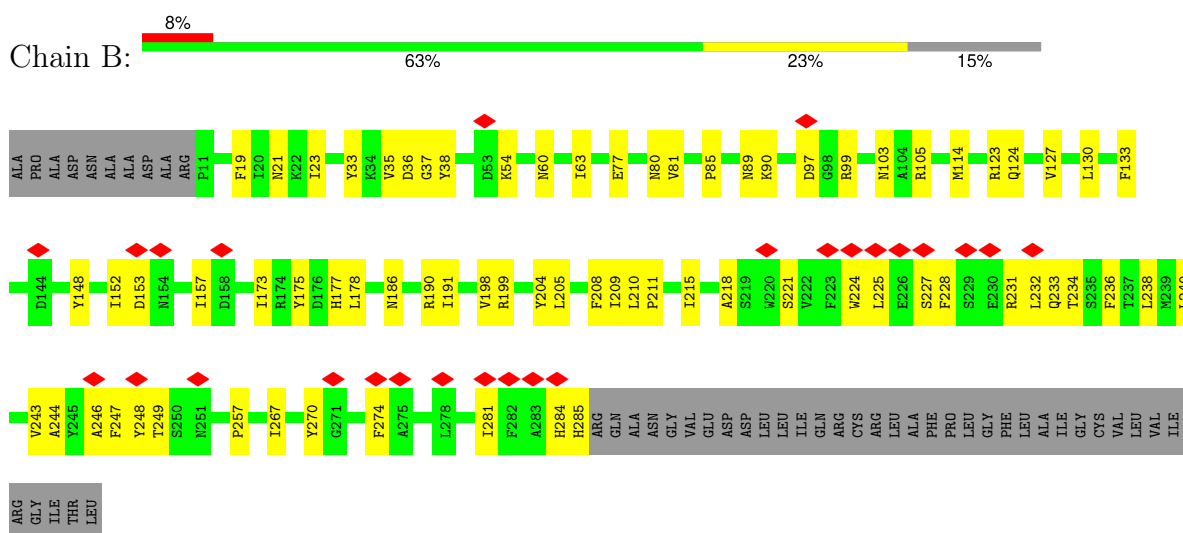 8%
Chain B:
63% 23% 15%
ALA PRO ALA ASP ASN ALA ALA ASP ALA ARG P11 F19 I20 N21 K22 I23 Y33 K34 V35 D36 G37 Y38 D53 K54 N60 I63 E77 N80 V81 P85 N89 K90 D97 G98 R99 N103 A104 R105 M114 R123 Q124 V127 L130 F133
D144 Y148 I152 D153 N154 I157 D158 I173 R174 Y175 D176 H177 L178 N186 R190 I191 V198 R199 Y204 L205 F208 I209 L210 P211 I215 A218 S219 W220 S221 V222 F223 W224 L225 E226 S227 F228 S229 E230 R231 L232 Q233 T234 S235 F236 T237 L238 M239
V243 A244 Y245 A246 F247 Y248 T249 S250 N251 P257 I267 Y270 G271 F274 A275 L278 I281 F282 A283 H284 H285 ARG GLN ALA ASN GLY VAL GLU ASP ASP LEU LEU ILE GLN ARG CYS ARG LEU ALA PHE PRO LEU GLY PHE LEU ALA ILE GLY CYS VAL LEU VAL ILE
ARG GLY ILE THR LEU